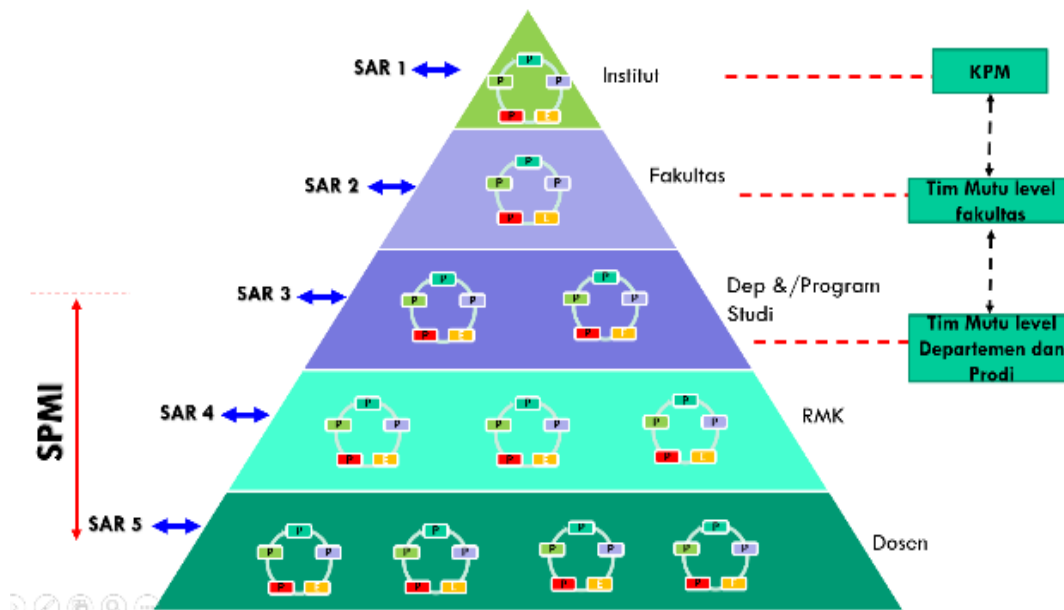 SAR 1
P
P
P
P
E
Institut
KPM
SAR 2
P
P
P
P
L
Fakultas
Tim Mutu level
fakultas
SAR 3
P
P
P
P
E
P
P
P
P
Dep &/Program
Studi
Tim Mutu level
Departemen dan
Prodi
SPMI
SAR 4
P
P
P
P
E
P
P
P
P
E
P
P
P
P
L
RMK
SAR 5
P
P
P
P
E
P
P
P
P
L
P
P
P
P
E
P
P
P
P
Dosen